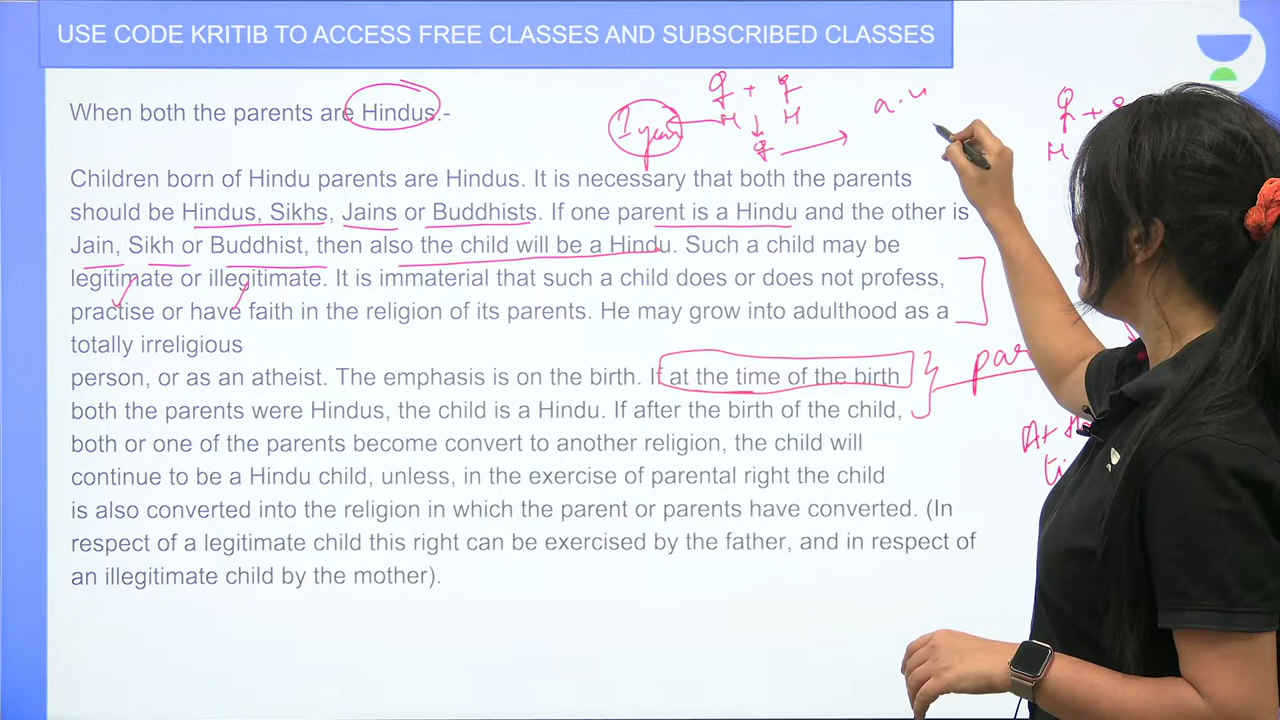 USE CODE KRITIB TO ACCESS FREE CLASSES AND SUBSCRIBED CLASSES
When both the parents are Hindus.-
1 year
+
H H
+
H
Children born of Hindu parents are Hindus. It is necessary that both the parents
should be Hindus, Sikhs, Jains or Buddhists. If one parent is a Hindu and the other is
Jain, Sikh or Buddhist, then also the child will be a Hindu. Such a child may be
legitimate or illegitimate. It is immaterial that such a child does or does not profess,
practise or have faith in the religion of its parents. He may grow into adulthood as a
totally irreligious
person, or as an atheist. The emphasis is on the birth. If at the time of the birth
both the parents were Hindus, the child is a Hindu. If after the birth of the child,
both or one of the parents become convert to another religion, the child will
continue to be a Hindu child, unless, in the exercise of parental right the child
is also converted into the religion in which the parent or parents have converted. (In
respect of a legitimate child this right can be exercised by the father, and in respect of
an illegitimate child by the mother).
par
At